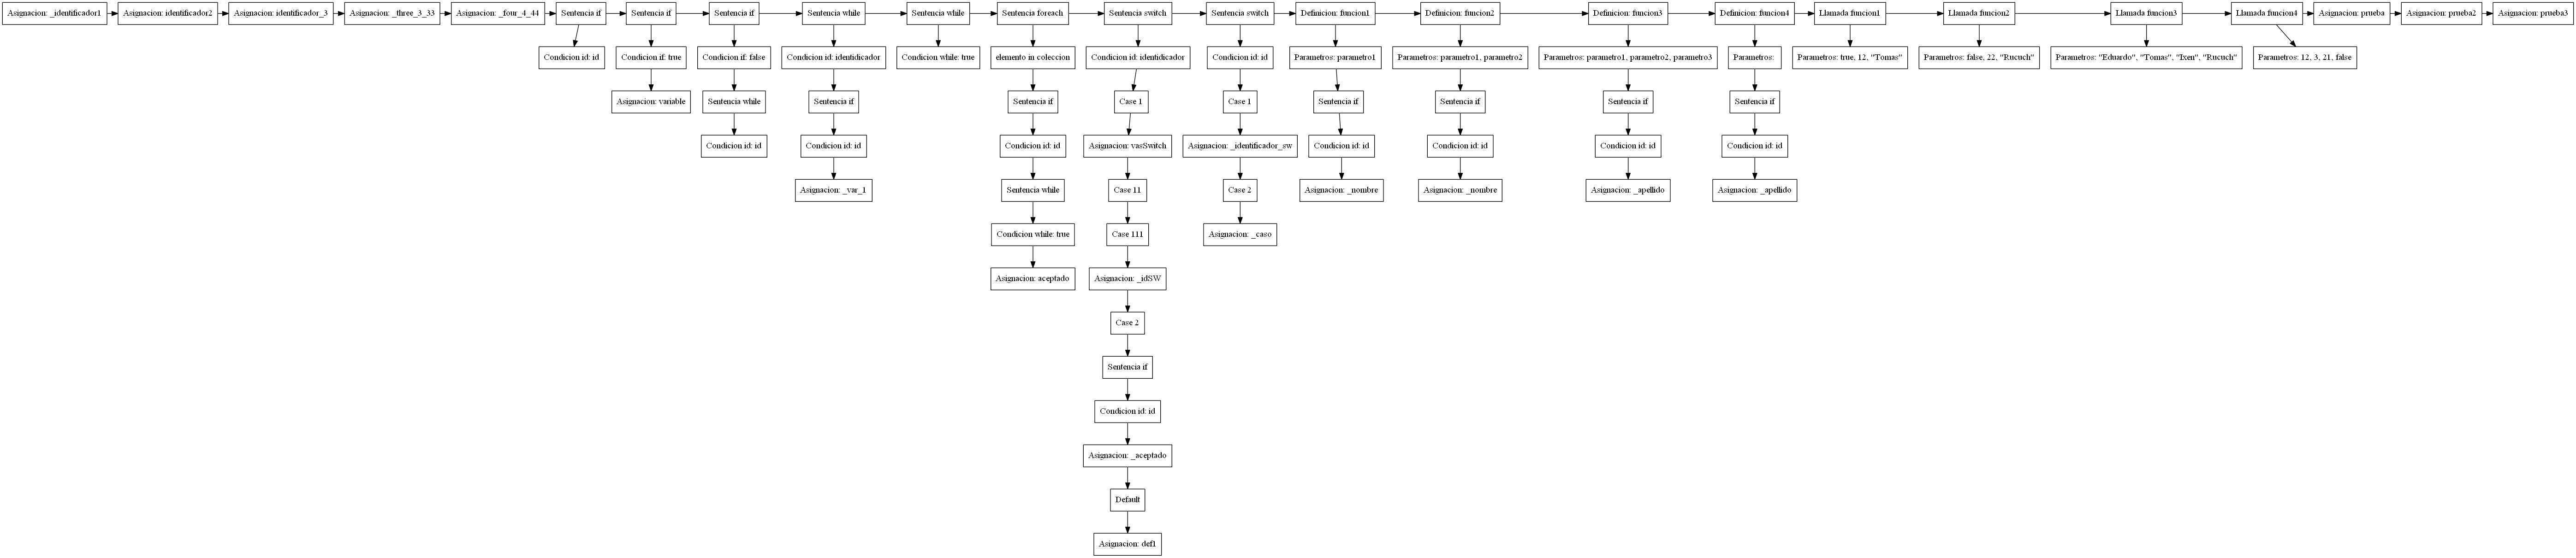 Asignacion: _identificador1
Asignacion: identificador2
Asignacion: identificador_3
Asignacion: _three_3_33
Asignacion: _four_4_44
Sentencia if
Sentencia if
Sentencia if
Sentencia while
Sentencia while
Sentencia foreach
Sentencia switch
Sentencia switch
Definicion: funcion1
Definicion: funcion2
Definicion: funcion3
Definicion: funcion4
Llamada funcion1
Llamada funcion2
Llamada funcion3
Llamada funcion4
Asignacion: prueba
Asignacion: prueba2
Asignacion: prueba3
Condicion id: id
Condicion if: true
Condicion if: false
Condicion id: identidicador
Condicion while: true
elemento in coleccion
Condicion id: identidicador
Condicion id: id
Parametros: parametro1
Parametros: parametro1, parametro2
Parametros: parametro1, parametro2, parametro3
Parametros:
Parametros: true, 12, "Tomas"
Parametros: false, 22, "Rucuch"
Parametros: "Eduardo", "Tomas", "Ixen", "Rucuch"
Parametros: 12, 3, 21, false
Asignacion: variable
Sentencia while
Sentencia if
Sentencia if
Case 1
Case 1
Sentencia if
Sentencia if
Sentencia if
Sentencia if
Condicion id: id
Condicion id: id
Condicion id: id
Asignacion: vasSwitch
Asignacion: _identificador_sw
Condicion id: id
Condicion id: id
Condicion id: id
Condicion id: id
Asignacion: _var_1
Sentencia while
Case 11
Case 2
Asignacion: _nombre
Asignacion: _nombre
Asignacion: _apellido
Asignacion: _apellido
Condicion while: true
Case 111
Asignacion: _caso
Asignacion: aceptado
Asignacion: _idSW
Case 2
Sentencia if
Condicion id: id
Asignacion: _aceptado
Default
Asignacion: def1